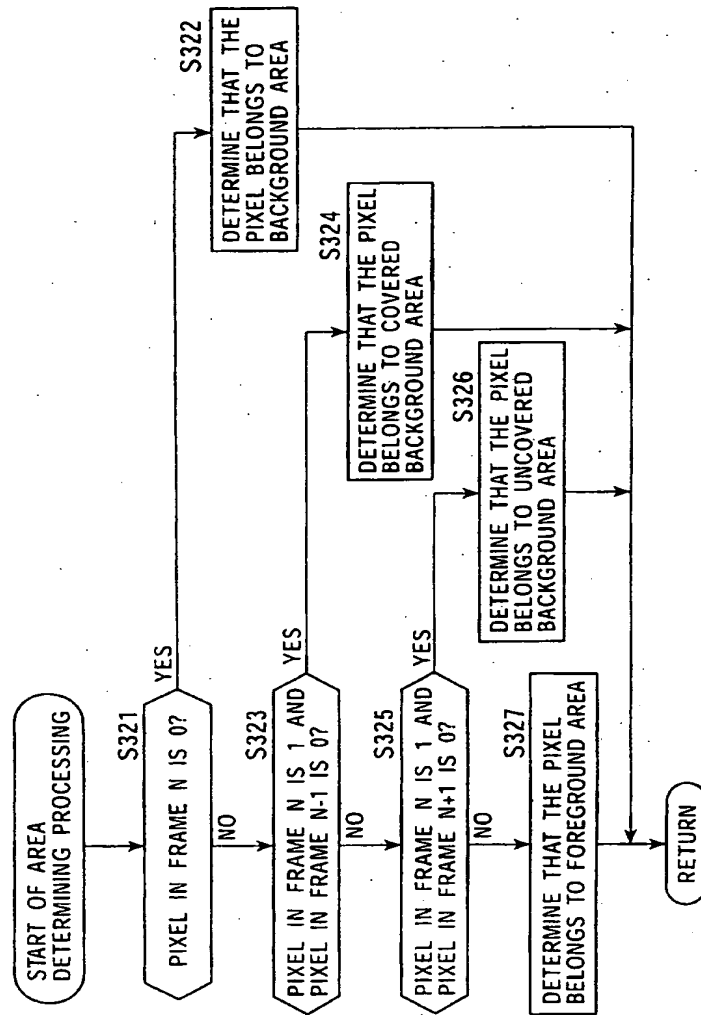 START OF AREA
DETERMINING PROCESSING
S321
PIXEL IN FRAME N IS 0?
YES
NO
S322
DETERMINE THAT THE
PIXEL BELONGS TO
BACKGROUND AREA
S323
PIXEL IN FRAME N IS 1 AND
PIXEL IN FRAME N-1 IS 0?
YES
NO
S324
DETERMINE THAT THE PIXEL
BELONGS TO COVERED
BACKGROUND AREA
S325
PIXEL IN FRAME N IS 1 AND
PIXEL IN FRAME N+1 IS 0?
YES
NO
S326
DETERMINE THAT THE PIXEL
BELONGS TO UNCOVERED
BACKGROUND AREA
S327
DETERMINE THAT THE PIXEL
BELONGS TO FOREGROUND AREA
RETURN